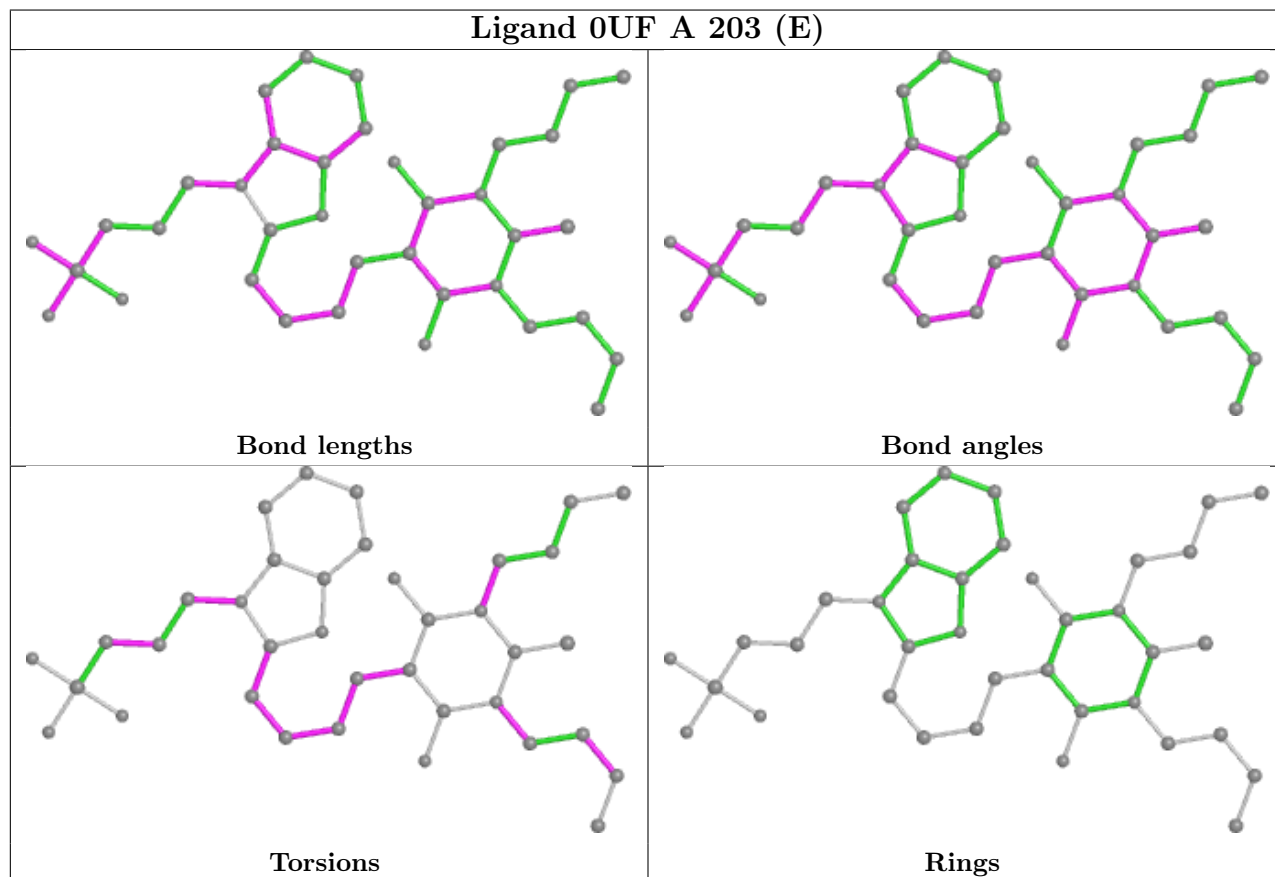 Ligand 0UF A 203 (E)
Bond lengths
Bond angles
Torsions
Rings